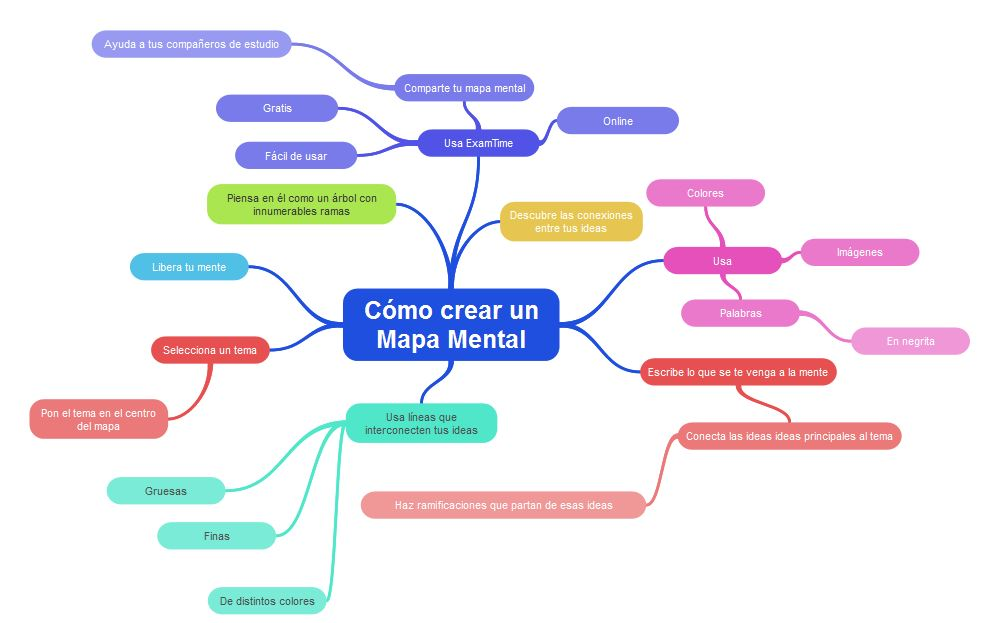 Ayuda a tus compañeros de estudio
Comparte tu mapa mental
Gratis
Online
Usa ExamTime
Fácil de usar
Piensa en él como un árbol con
innumerables ramas
Descubre las conexiones
entre tus ideas
Colores
Usa
Imágenes
Libera tu mente
Cómo crear un
Mapa Mental
Palabras
En negrita
Selecciona un tema
Escribe lo que se te venga a la mente
Pon el tema en el centro
del mapa
Usa líneas que
interconecten tus ideas
Conecta las ideas ideas principales al tema
Gruesas
Haz ramificaciones que partan de esas ideas
Finas
De distintos colores